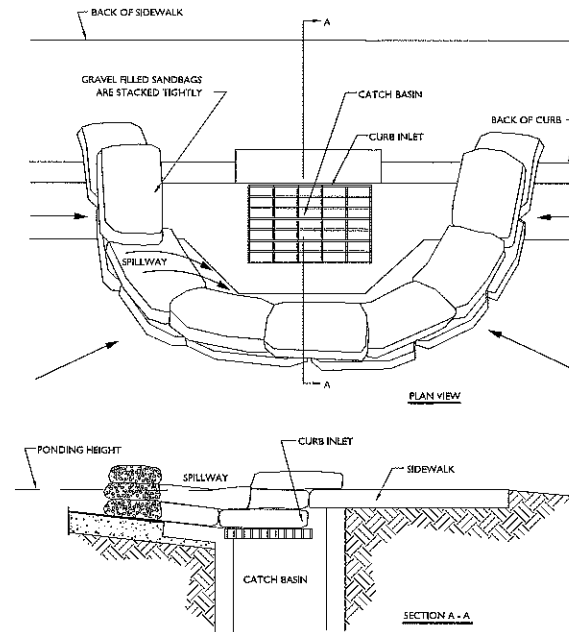 BACK OF SIDEWALK
A
GRAVEL FILLED SANDBAGS
ARE STACKED TIGHTLY
CATCH BASIN
BACK OF CURB
CURB INLET
SPILLWAY
A
PLAN VIEW
PONDING HEIGHT
CURB INLET
SPILLWAY
SIDEWALK
CATCH BASIN
SECTION A - A